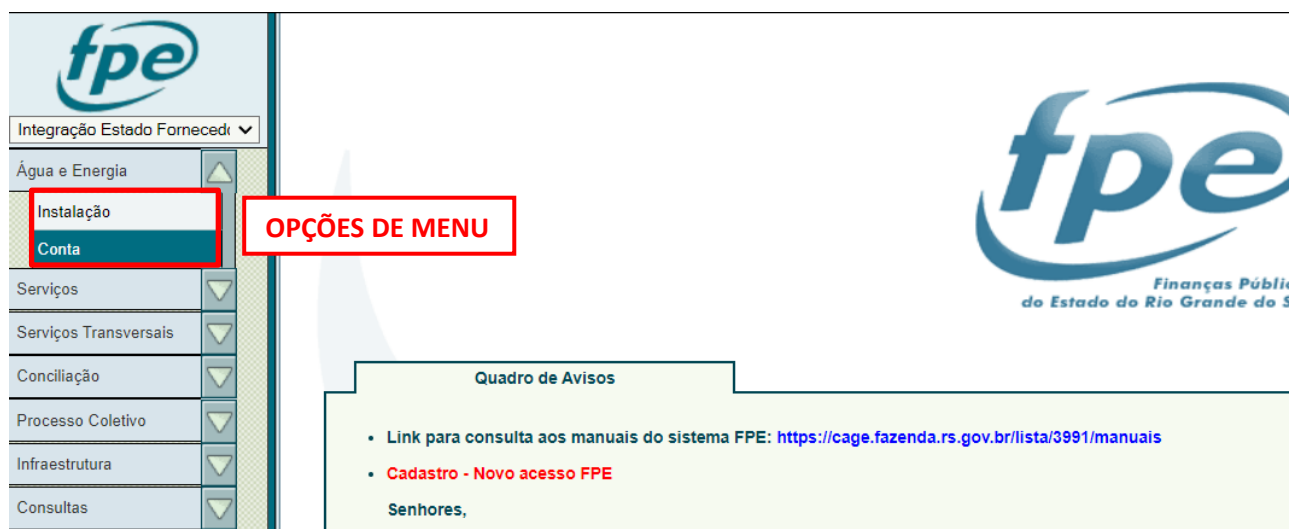 fpe
Integração Estado Fornecedo
Água e Energia
Instalação
Conta
OPÇÕES DE MENU
Serviços
Serviços Transversais
Conciliação
Processo Coletivo
Infraestrutura
Consultas
fpe
Finanças Públi
do Estado do Rio Grande do S
Quadro de Avisos
• Link para consulta aos manuais do sistema FPE: https://cage.fazenda.rs.gov.br/lista/3991/manuais
• Cadastro - Novo acesso FPE
Senhores,